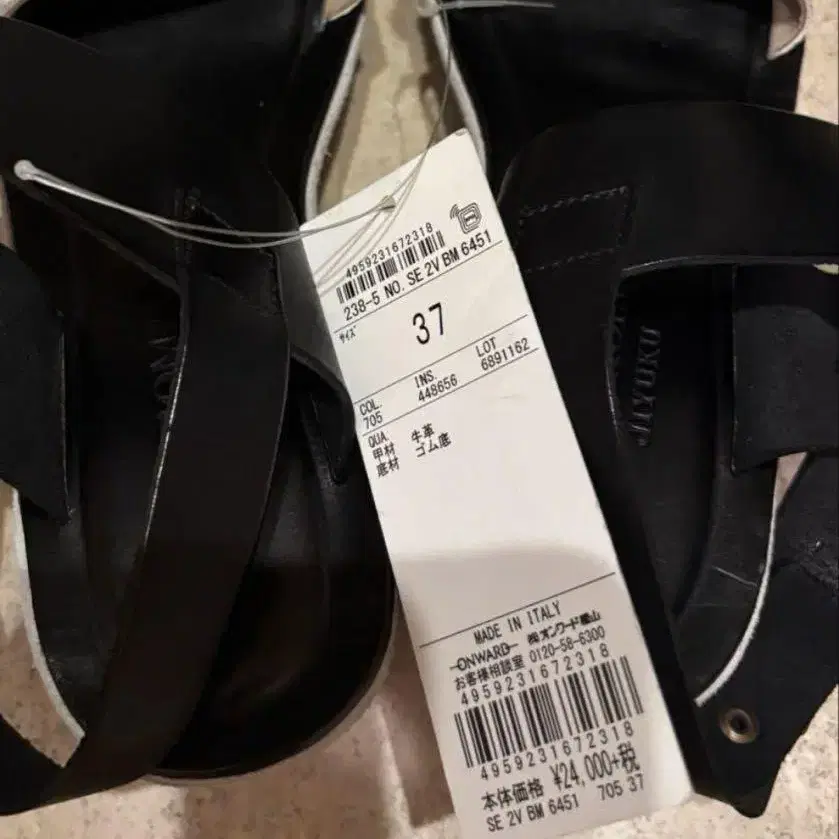 4959231672318
238-5 NO. SE 2V BM 6451
サイズ 37
COL. INS. LOT
705 448656 6891162
QUA.
甲材 牛革
底材 ゴム底
MADE IN ITALY
ONWARD ㈱オンワード樫山
お客様相談室 0120-58-6300
4959231672318
4959231672318
本体価格 ¥24,000+税
SE 2V BM 6451 705 37